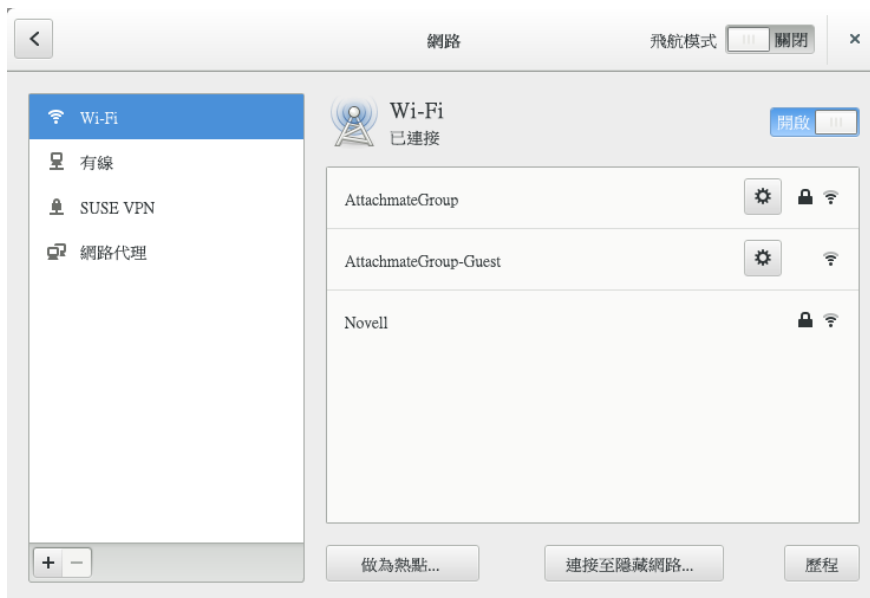 網路
飛航模式 關閉
Wi-Fi
有線
SUSE VPN
網路代理
Wi-Fi
已連接
開啟
AttachmateGroup
AttachmateGroup-Guest
Novell
做為熱點...
連接至隱藏網路...
歷程